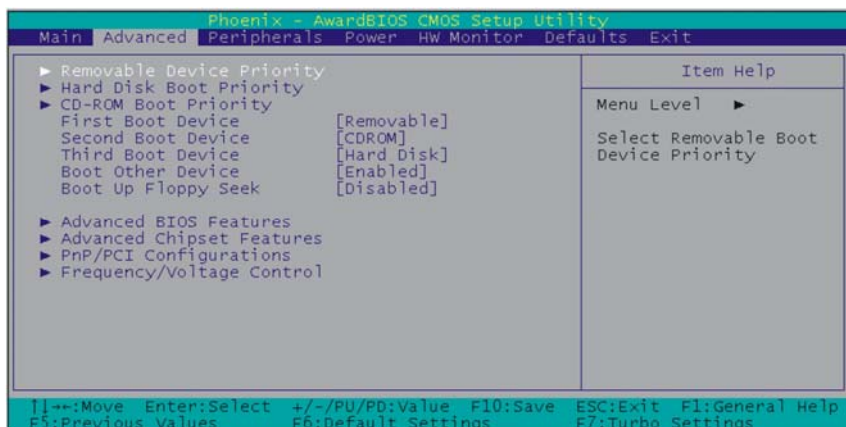 Phoenix - AwardBIOS CMOS Setup Utility
Main Advanced Peripherals Power HW Monitor Defaults Exit
▶ Removable Device Priority
▶ Hard Disk Boot Priority
▶ CD-ROM Boot Priority
First Boot Device [Removable]
Second Boot Device [CDROM]
Third Boot Device [Hard Disk]
Boot Other Device [Enabled]
Boot Up Floppy Seek [Disabled]
▶ Advanced BIOS Features
▶ Advanced Chipset Features
▶ PnP/PCI Configurations
▶ Frequency/Voltage Control
Item Help
Menu Level ▶
Select Removable Boot
Device Priority
↑↓→←:Move Enter:Select +/-/PU/PD:Value F10:Save ESC:Exit F1:General Help
F5:Previous Values F6:Default Settings F7:Turbo Settings